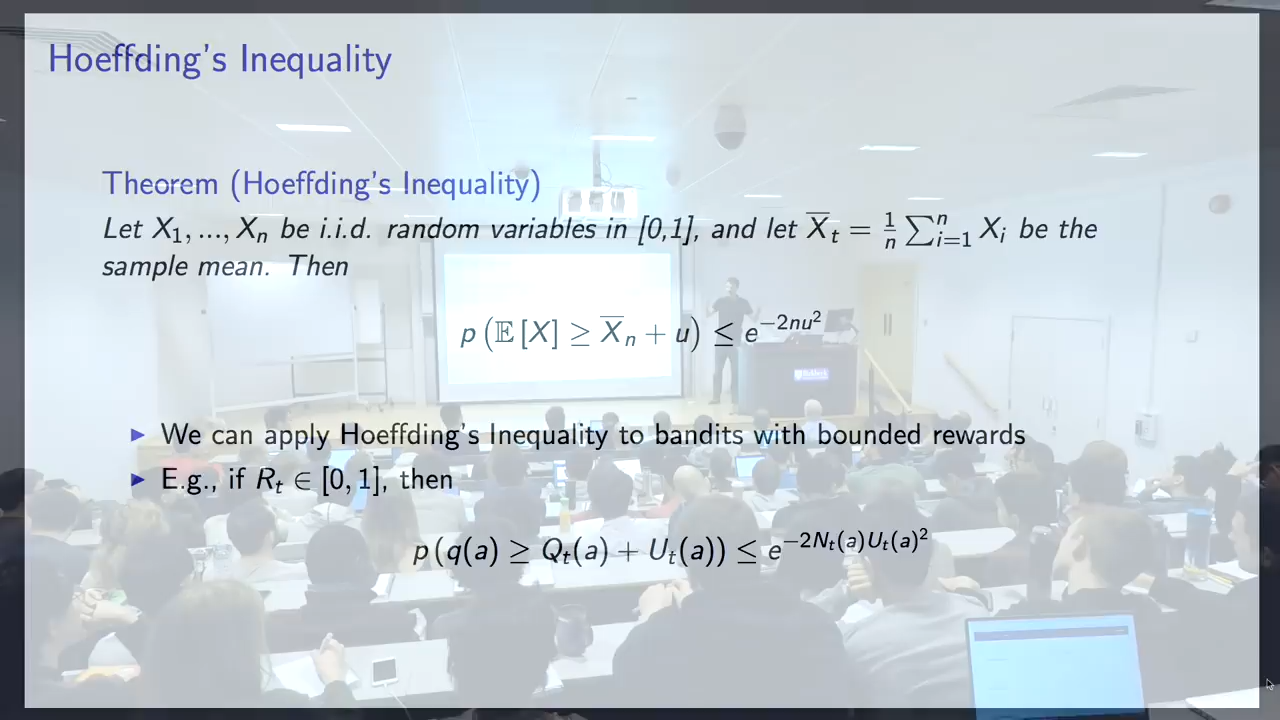 Hoeffding's Inequality
Theorem (Hoeffding's Inequality)
Let X₁, ..., Xₙ be i.i.d. random variables in [0,1], and let X̅ₜ = 1/n ∑ⁿᵢ₌₁ Xᵢ be the
sample mean. Then
p (𝔼 [X] ≥ X̅ₙ + u) ≤ e^{−2nu²}
▶ We can apply Hoeffding's Inequality to bandits with bounded rewards
▶ E.g., if Rₜ ∈ [0, 1], then
p (q(a) ≥ Qₜ(a) + Uₜ(a)) ≤ e^{−2Nₜ(a)Uₜ(a)²}